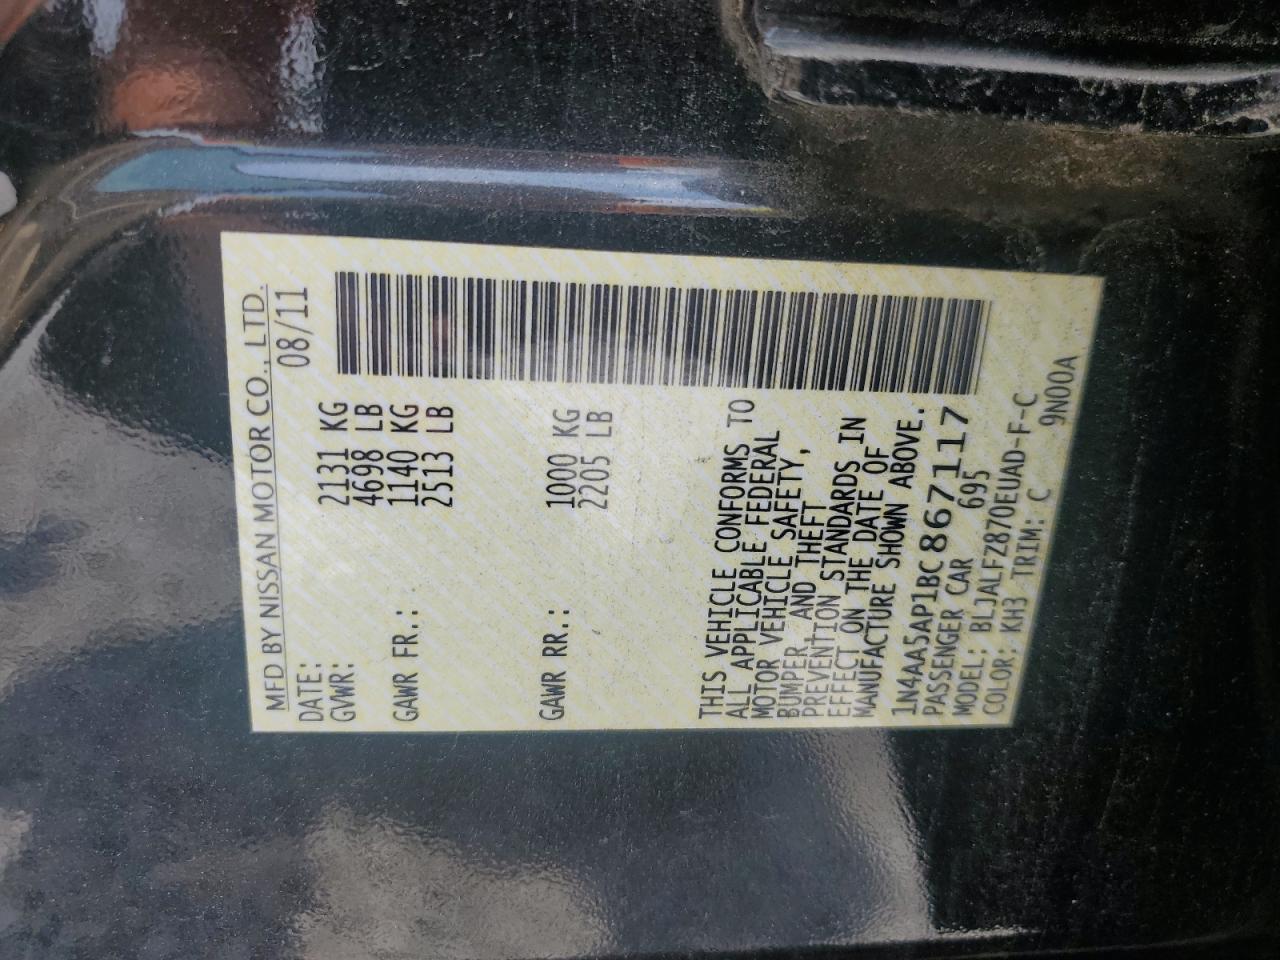 MFD BY NISSAN MOTOR CO., LTD.
DATE: 08/11
GVWR: 2131 KG
4698 LB
GAWR FR.: 1140 KG
2513 LB
GAWR RR.: 1000 KG
2205 LB
THIS VEHICLE CONFORMS TO
ALL APPLICABLE FEDERAL
MOTOR VEHICLE SAFETY,
BUMPER, AND THEFT
PREVENTION STANDARDS IN
EFFECT ON THE DATE OF
MANUFACTURE SHOWN ABOVE.
1N4AA5AP1BC867117
PASSENGER CAR 695
MODEL: BLJALFZ870EUAD-F-C
COLOR: KH3 TRIM: C 9N00A